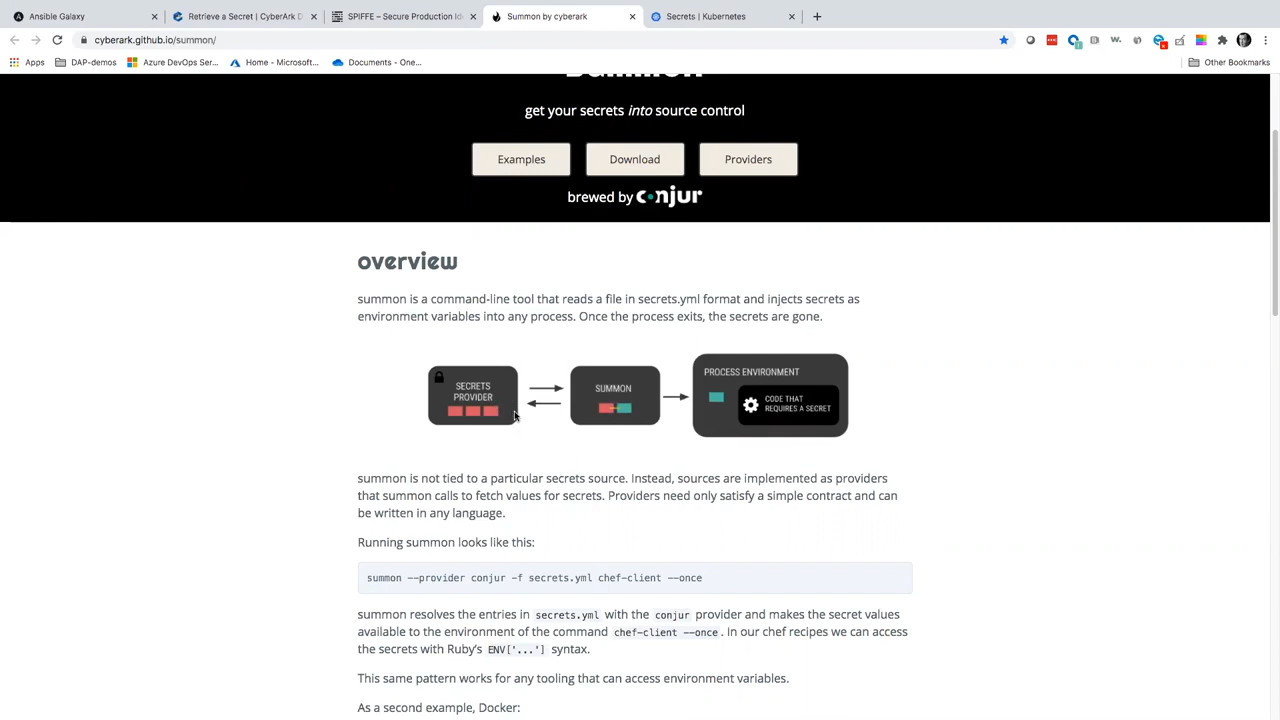 Ansible Galaxy
Retrieve a Secret | CyberArk D
SPIFFE – Secure Production Ide
Summon by cyberark
Secrets | Kubernetes
cyberark.github.io/summon/
Apps
DAP-demos
Azure DevOps Ser...
Home - Microsoft...
Documents - One...
Other Bookmarks
get your secrets into source control
Examples
Download
Providers
brewed by conjur
overview
summon is a command-line tool that reads a file in secrets.yml format and injects secrets as
environment variables into any process. Once the process exits, the secrets are gone.
SECRETS
PROVIDER
SUMMON
PROCESS ENVIRONMENT
CODE THAT
REQUIRES A SECRET
summon is not tied to a particular secrets source. Instead, sources are implemented as providers
that summon calls to fetch values for secrets. Providers need only satisfy a simple contract and can
be written in any language.
Running summon looks like this:
summon --provider conjur -f secrets.yml chef-client --once
summon resolves the entries in secrets.yml with the conjur provider and makes the secret values
available to the environment of the command chef-client --once. In our chef recipes we can access
the secrets with Ruby's ENV['...'] syntax.
This same pattern works for any tooling that can access environment variables.
As a second example, Docker: